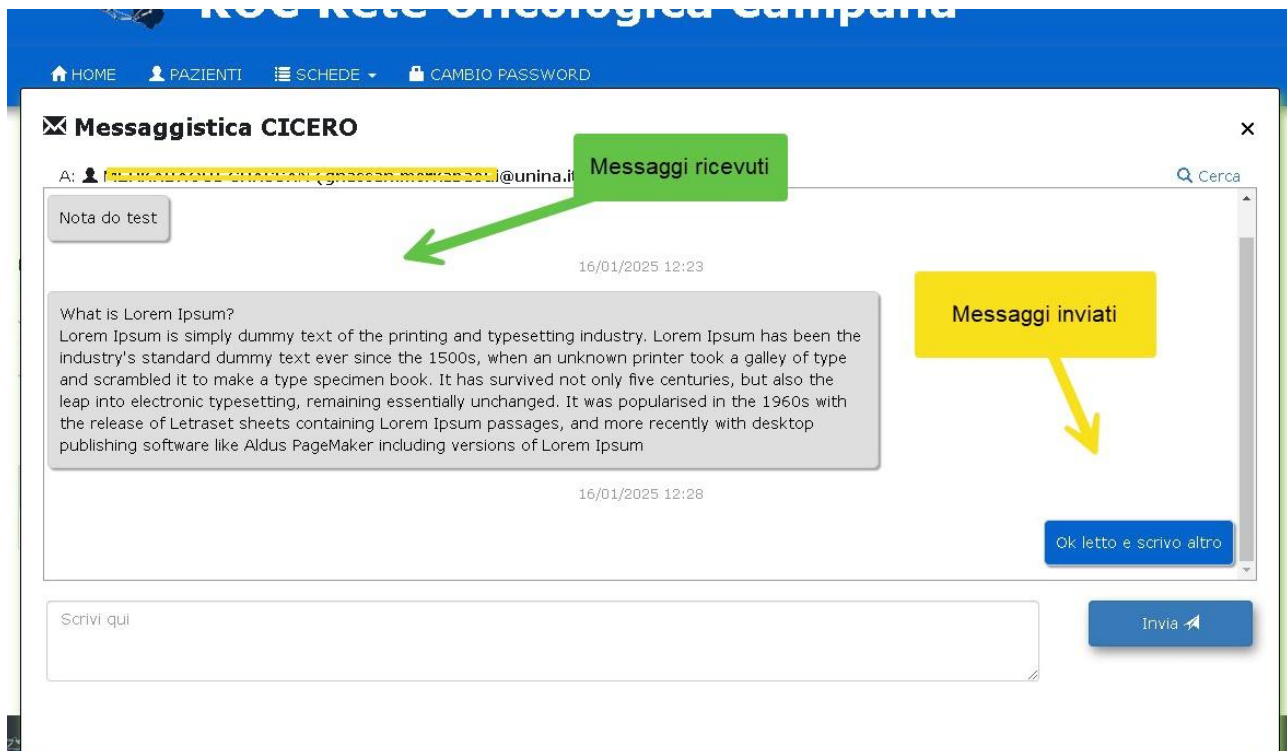 ROC Rete Oncologica Campana
HOME PAZIENTI SCHEDE CAMBIO PASSWORD
Messaggistica CICERO
×
Messaggi ricevuti
A: @unina.it
Cerca
Nota do test
16/01/2025 12:23
What is Lorem Ipsum?
Lorem Ipsum is simply dummy text of the printing and typesetting industry. Lorem Ipsum has been the
industry's standard dummy text ever since the 1500s, when an unknown printer took a galley of type
and scrambled it to make a type specimen book. It has survived not only five centuries, but also the
leap into electronic typesetting, remaining essentially unchanged. It was popularised in the 1960s with
the release of Letraset sheets containing Lorem Ipsum passages, and more recently with desktop
publishing software like Aldus PageMaker including versions of Lorem Ipsum
Messaggi inviati
16/01/2025 12:28
Ok letto e scrivo altro
Scrivi qui
Invia